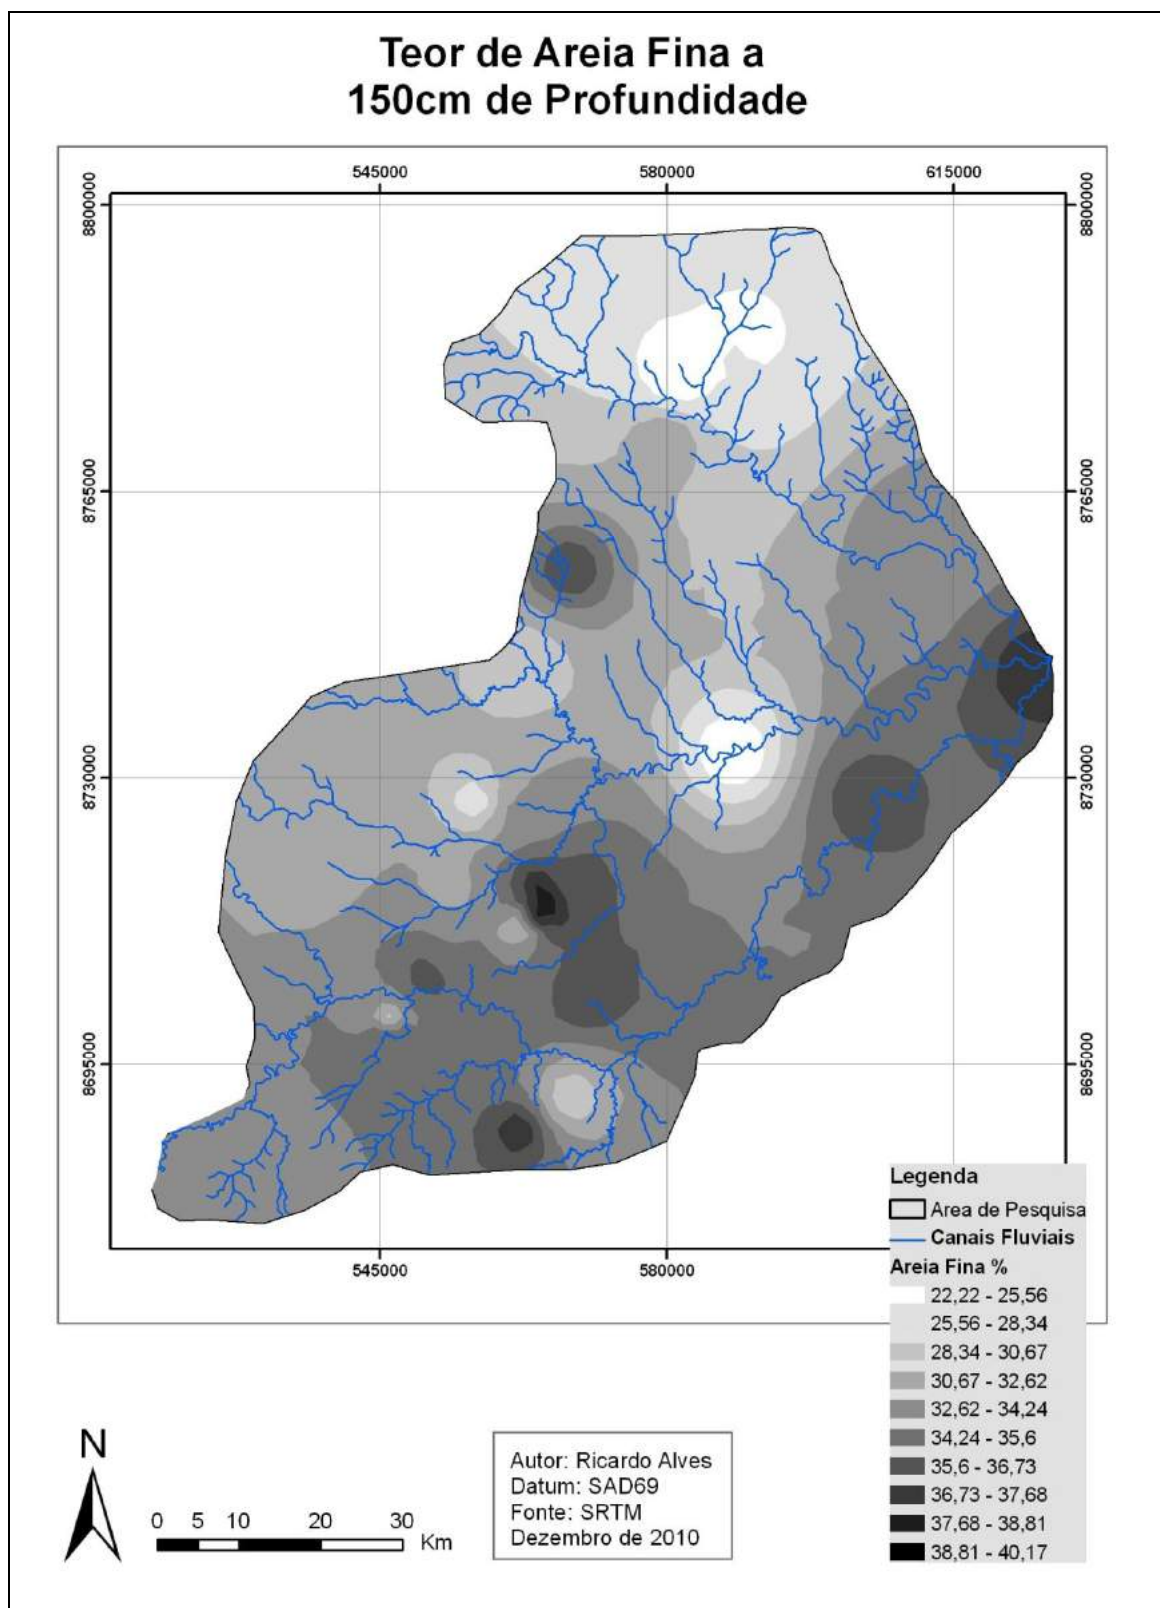 Teor de Areia Fina a
150cm de Profundidade
545000 580000 615000
8800000 8800000
8765000 8765000
8730000 8730000
8695000 8695000
545000 580000
Legenda
Area de Pesquisa
Canais Fluviais
Areia Fina %
22,22 - 25,56
25,56 - 28,34
28,34 - 30,67
30,67 - 32,62
32,62 - 34,24
34,24 - 35,6
35,6 - 36,73
36,73 - 37,68
37,68 - 38,81
38,81 - 40,17
N
0 5 10 20 30
Km
Autor: Ricardo Alves
Datum: SAD69
Fonte: SRTM
Dezembro de 2010